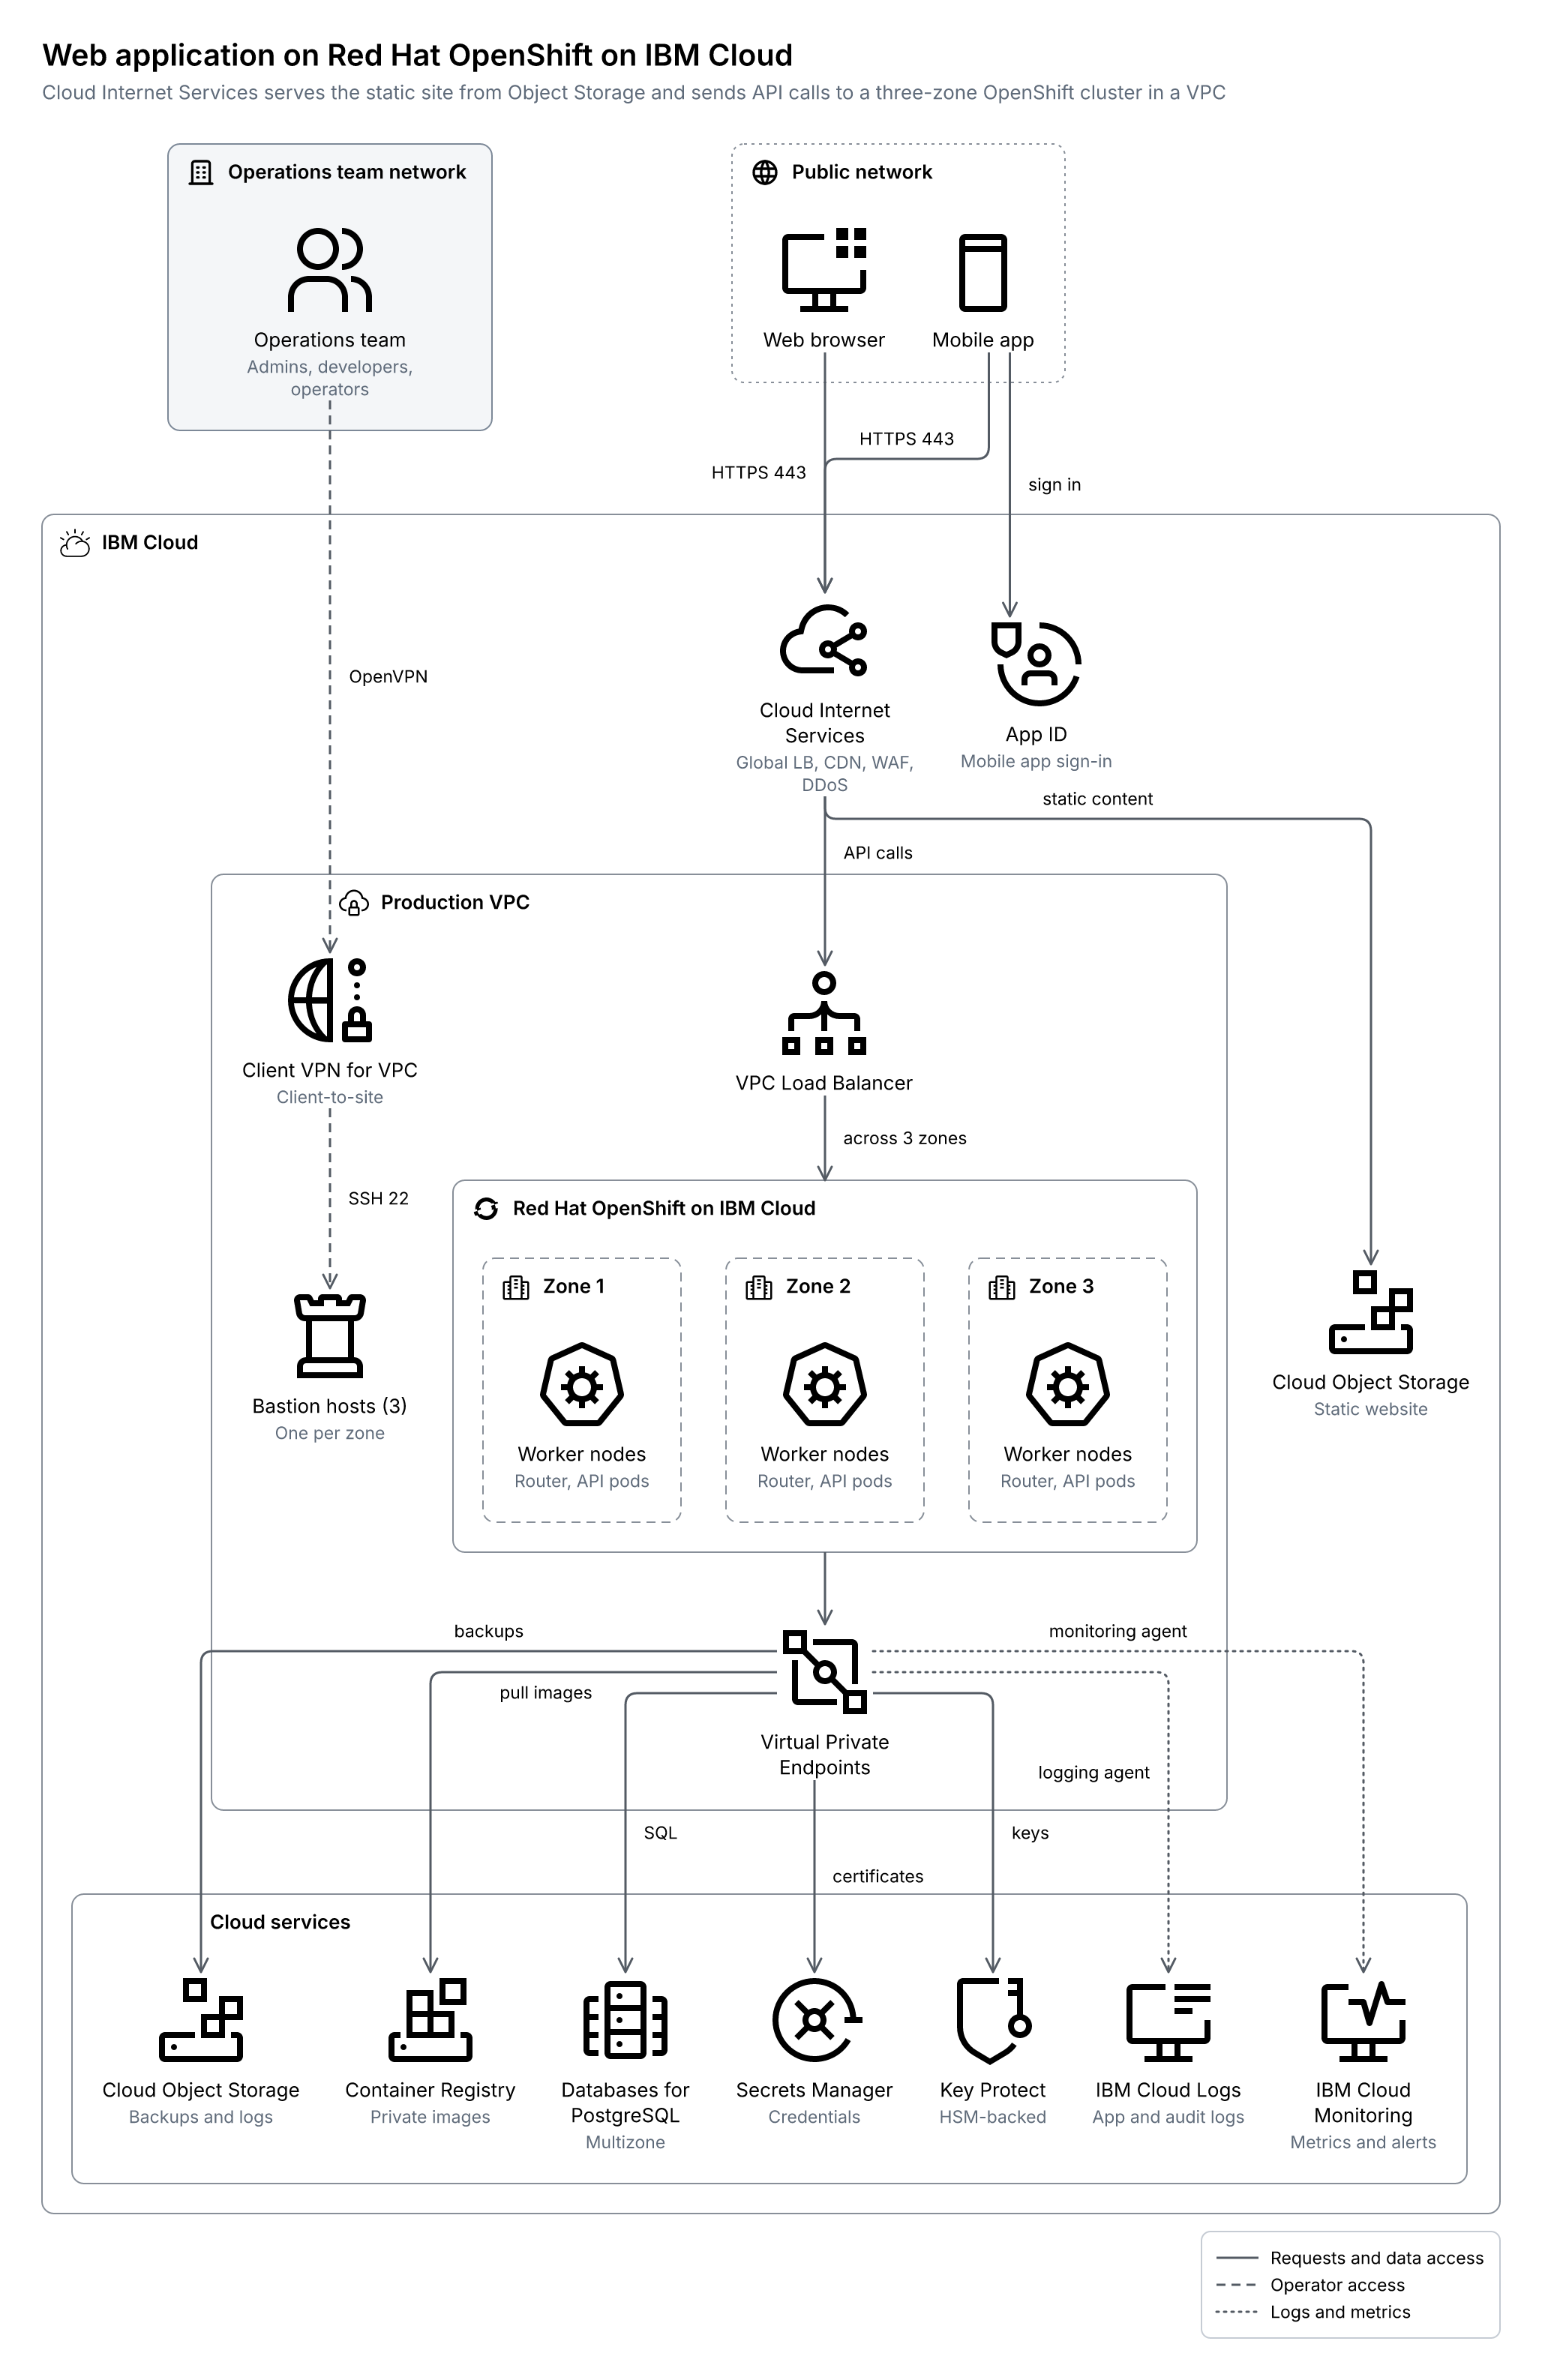 Web application on Red Hat OpenShift on IBM Cloud
Cloud Internet Services serves the static site from Object Storage and sends API calls to a three-zone OpenShift cluster in a VPC
Operations team network
Operations team
Admins, developers,
operators
Public network
Web browser
Mobile app
HTTPS 443
HTTPS 443
sign in
IBM Cloud
OpenVPN
Cloud Internet
Services
Global LB, CDN, WAF,
DDoS
App ID
Mobile app sign-in
static content
API calls
Production VPC
Client VPN for VPC
Client-to-site
VPC Load Balancer
across 3 zones
SSH 22
Bastion hosts (3)
One per zone
Red Hat OpenShift on IBM Cloud
Zone 1
Worker nodes
Router, API pods
Zone 2
Worker nodes
Router, API pods
Zone 3
Worker nodes
Router, API pods
Cloud Object Storage
Static website
backups
monitoring agent
pull images
Virtual Private
Endpoints
logging agent
SQL
keys
certificates
Cloud services
Cloud Object Storage
Backups and logs
Container Registry
Private images
Databases for
PostgreSQL
Multizone
Secrets Manager
Credentials
Key Protect
HSM-backed
IBM Cloud Logs
App and audit logs
IBM Cloud
Monitoring
Metrics and alerts
Requests and data access
Operator access
Logs and metrics